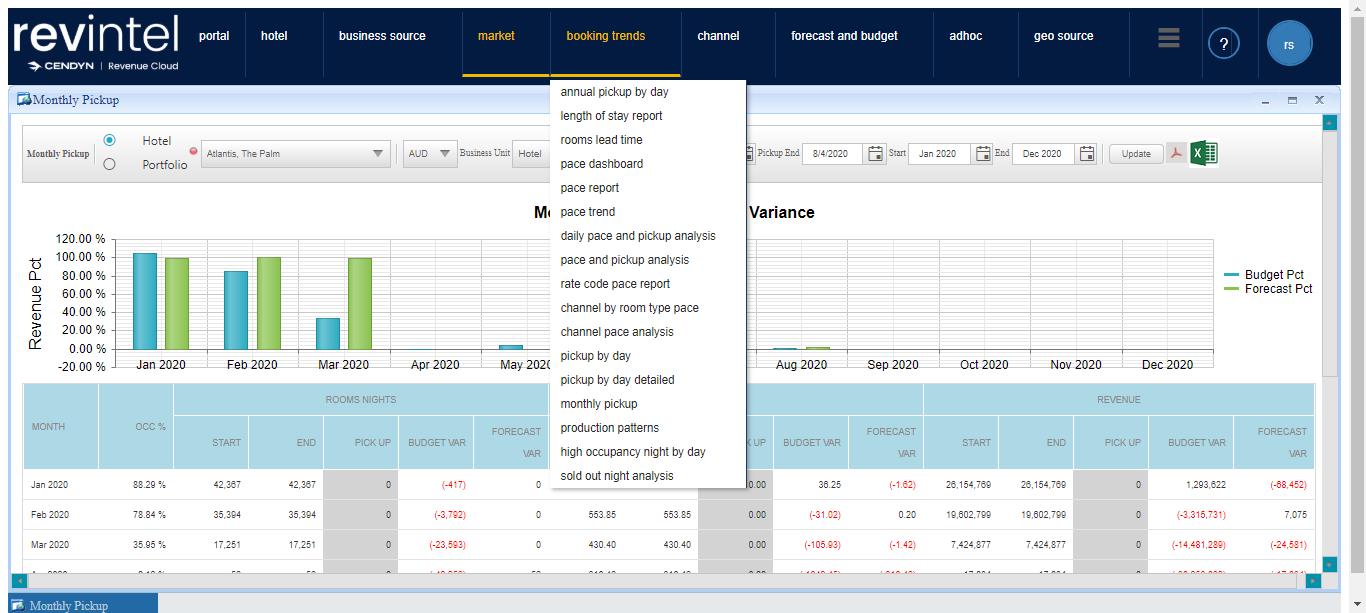 revintel
CENDYN | Revenue Cloud
portal hotel business source market booking trends channel forecast and budget adhoc geo source ? rs
Monthly Pickup
Monthly Pickup Hotel Portfolio Atlantis, The Palm AUD Business Unit Hotel Pickup End 8/4/2020 Start Jan 2020 End Dec 2020 Update
annual pickup by day
length of stay report
rooms lead time
pace dashboard
pace report
pace trend
daily pace and pickup analysis
pace and pickup analysis
rate code pace report
channel by room type pace
channel pace analysis
pickup by day
pickup by day detailed
monthly pickup
production patterns
high occupancy night by day
sold out night analysis
Variance
Revenue Pct
120.00 %
100.00 %
80.00 %
60.00 %
40.00 %
20.00 %
0.00 %
-20.00 %
Jan 2020 Feb 2020 Mar 2020 Apr 2020 May 2020 Aug 2020 Sep 2020 Oct 2020 Nov 2020 Dec 2020
Budget Pct
Forecast Pct
ROOMS NIGHTS REVENUE
MONTH OCC % START END PICK UP BUDGET VAR FORECAST VAR UP BUDGET VAR FORECAST VAR START END PICK UP BUDGET VAR FORECAST VAR
Jan 2020 88.29 % 42,367 42,367 0 (-417) 0 0.00 36.25 (-1.62) 26,154,769 26,154,769 0 1,293,622 (-68,452)
Feb 2020 78.84 % 35,394 35,394 0 (-3,792) 0 553.85 553.85 0.00 (-31.02) 0.20 19,602,799 19,602,799 0 (-3,315,731) 7,075
Mar 2020 35.95 % 17,251 17,251 0 (-23,593) 0 430.40 430.40 0.00 (-105.93) (-1.42) 7,424,877 7,424,877 0 (-14,481,289) (-24,581)
Monthly Pickup